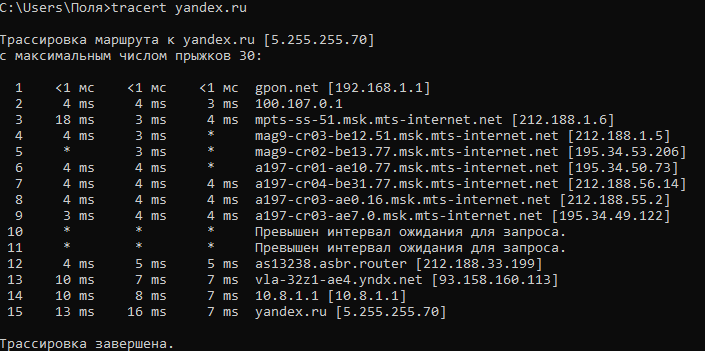 C:\Users\Поля>tracert yandex.ru
Трассировка маршрута к yandex.ru [5.255.255.70]
с максимальным числом прыжков 30:
1 <1 мс <1 мс <1 мс gpon.net [192.168.1.1]
2 4 ms 4 ms 3 ms 100.107.0.1
3 18 ms 3 ms 4 ms mpts-ss-51.msk.mts-internet.net [212.188.1.6]
4 4 ms 3 ms * mag9-cr03-be12.51.msk.mts-internet.net [212.188.1.5]
5 * 3 ms * mag9-cr02-be13.77.msk.mts-internet.net [195.34.53.206]
6 4 ms 4 ms * a197-cr01-ae10.77.msk.mts-internet.net [195.34.50.73]
7 4 ms 4 ms 4 ms a197-cr04-be31.77.msk.mts-internet.net [212.188.56.14]
8 4 ms 4 ms 4 ms a197-cr03-ae0.16.msk.mts-internet.net [212.188.55.2]
9 3 ms 4 ms 4 ms a197-cr03-ae7.0.msk.mts-internet.net [195.34.49.122]
10 * * * Превышен интервал ожидания для запроса.
11 * * * Превышен интервал ожидания для запроса.
12 4 ms 5 ms 5 ms as13238.asbr.router [212.188.33.199]
13 10 ms 7 ms 7 ms vla-32z1-ae4.yndx.net [93.158.160.113]
14 10 ms 8 ms 7 ms 10.8.1.1 [10.8.1.1]
15 13 ms 16 ms 7 ms yandex.ru [5.255.255.70]
Трассировка завершена.